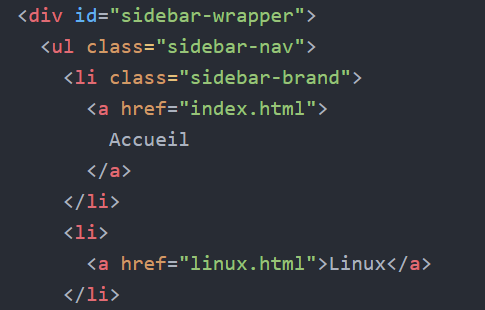 <div id="sidebar-wrapper">
<ul class="sidebar-nav">
<li class="sidebar-brand">
<a href="index.html">
Accueil
</a>
</li>
<li>
<a href="linux.html">Linux</a>
</li>